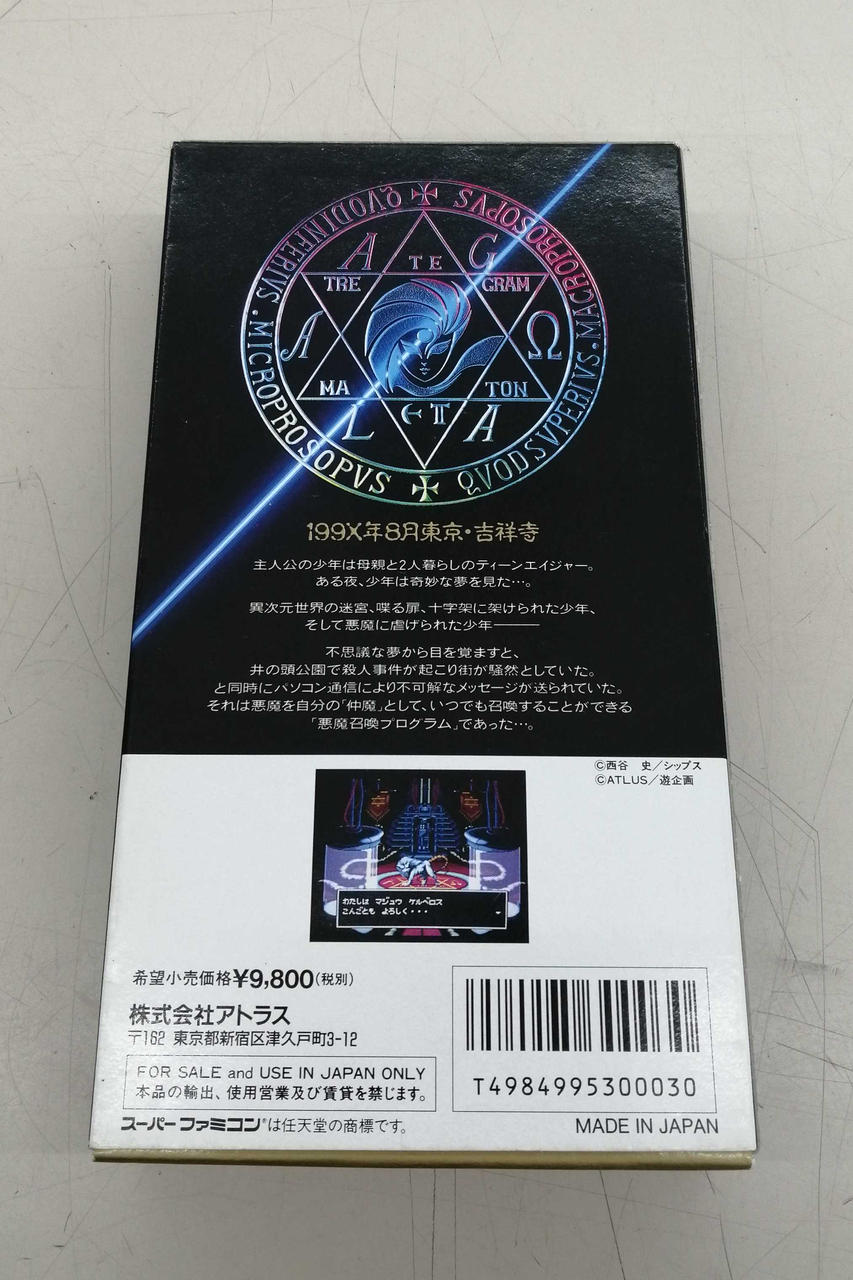 QVODINFERIVS ✠ MACROPROSOPVS
A TE G
TRE GRAM
A Ω
MA TON
L ET A
MICROPROSOPVS ✠ QVODSVPERIVS
199X年8月東京・吉祥寺
主人公の少年は母親と2人暮らしのティーンエイジャー。
ある夜、少年は奇妙な夢を見た…。
異次元世界の迷宮、喋る扉、十字架に架けられた少年、
そして悪魔に虐げられた少年―――
不思議な夢から目を覚ますと、
井の頭公園で殺人事件が起こり街が騒然としていた。
と同時にパソコン通信により不可解なメッセージが送られていた。
それは悪魔を自分の「仲魔」として、いつでも召喚することができる
「悪魔召喚プログラム」であった…。
©西谷 史／シップス
©ATLUS／遊企画
わたしは マジュウ ケルベロス
こんごとも よろしく・・・
希望小売価格¥9,800(税別)
株式会社アトラス
〒162 東京都新宿区津久戸町3-12
FOR SALE and USE IN JAPAN ONLY
本品の輸出、使用営業及び賃貸を禁じます。
T4984995300030
スーパーファミコン®は任天堂の商標です。
MADE IN JAPAN